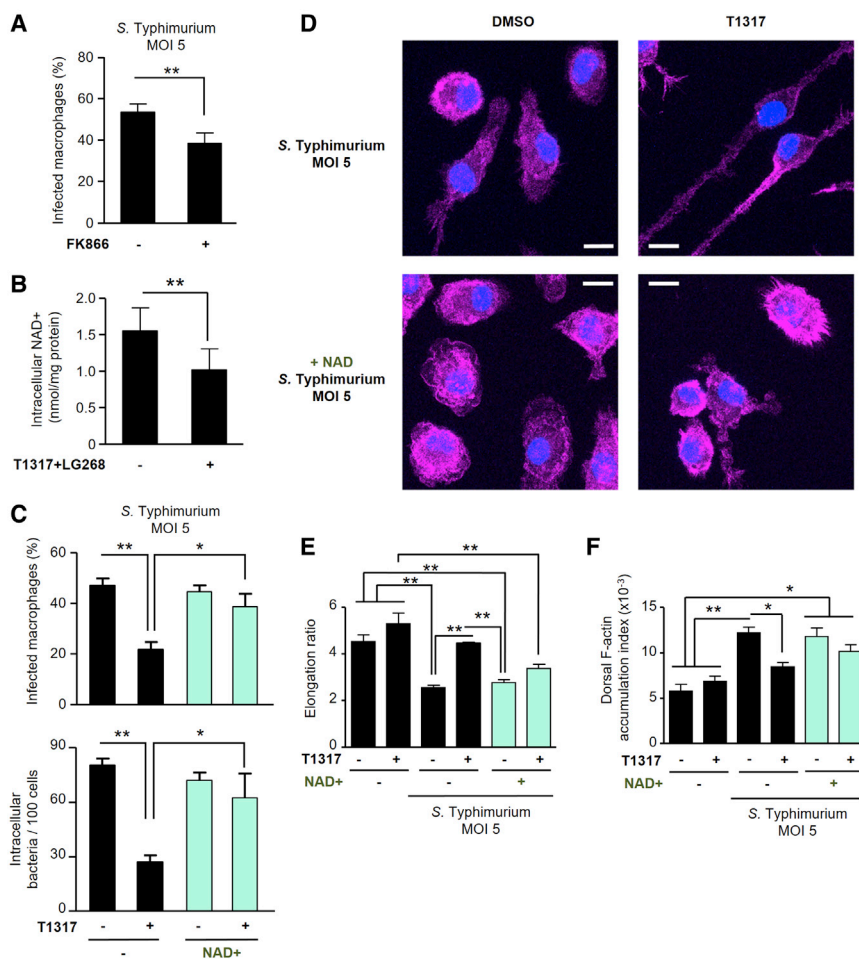 A
S. Typhimurium
MOI 5
**
Infected macrophages (%)
80
60
40
20
0
FK866
-
+
B
**
Intracellular NAD+
(nmol/mg protein)
2.0
1.5
1.0
0.5
0
T1317+LG268
-
+
C
S. Typhimurium
MOI 5
**
*
Infected macrophages (%)
60
40
20
0
**
*
Intracellular
bacteria / 100 cells
90
60
30
0
T1317
-
+
-
+
-
NAD+
D
DMSO
T1317
S. Typhimurium
MOI 5
+ NAD
S. Typhimurium
MOI 5
E
**
**
**
**
**
Elongation ratio
6
4
2
0
T1317
-
+
-
+
-
+
NAD+
-
-
+
S. Typhimurium
MOI 5
F
*
**
*
Dorsal F-actin
accumulation index (x10-3)
15
10
5
0
T1317
-
+
-
+
-
+
NAD+
-
-
+
S. Typhimurium
MOI 5